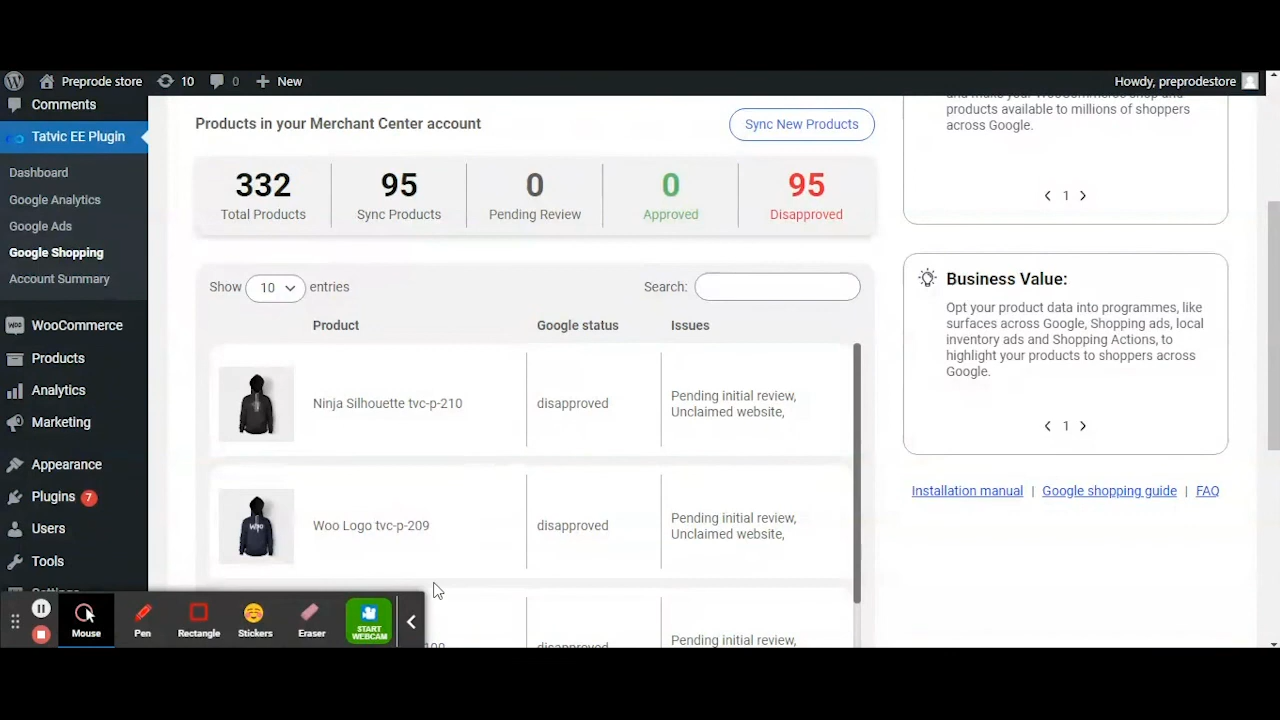 Preprode store
10
0
New
Howdy, preprodestore
Comments
Tatvic EE Plugin
Dashboard
Google Analytics
Google Ads
Google Shopping
Account Summary
WooCommerce
Products
Analytics
Marketing
Appearance
Plugins 7
Users
Tools
Products in your Merchant Center account
Sync New Products
332
Total Products
95
Sync Products
0
Pending Review
0
Approved
95
Disapproved
Show 10 entries
Search:
Product
Google status
Issues
Ninja Silhouette tvc-p-210
disapproved
Pending initial review,
Unclaimed website,
Woo Logo tvc-p-209
disapproved
Pending initial review,
Unclaimed website,
disapproved
Pending initial review,
and make your WooCommerce shop and
products available to millions of shoppers
across Google.
1
Business Value:
Opt your product data into programmes, like
surfaces across Google, Shopping ads, local
inventory ads and Shopping Actions, to
highlight your products to shoppers across
Google.
1
Installation manual | Google shopping guide | FAQ
Mouse
Pen
Rectangle
Stickers
Eraser
START
WEBCAM